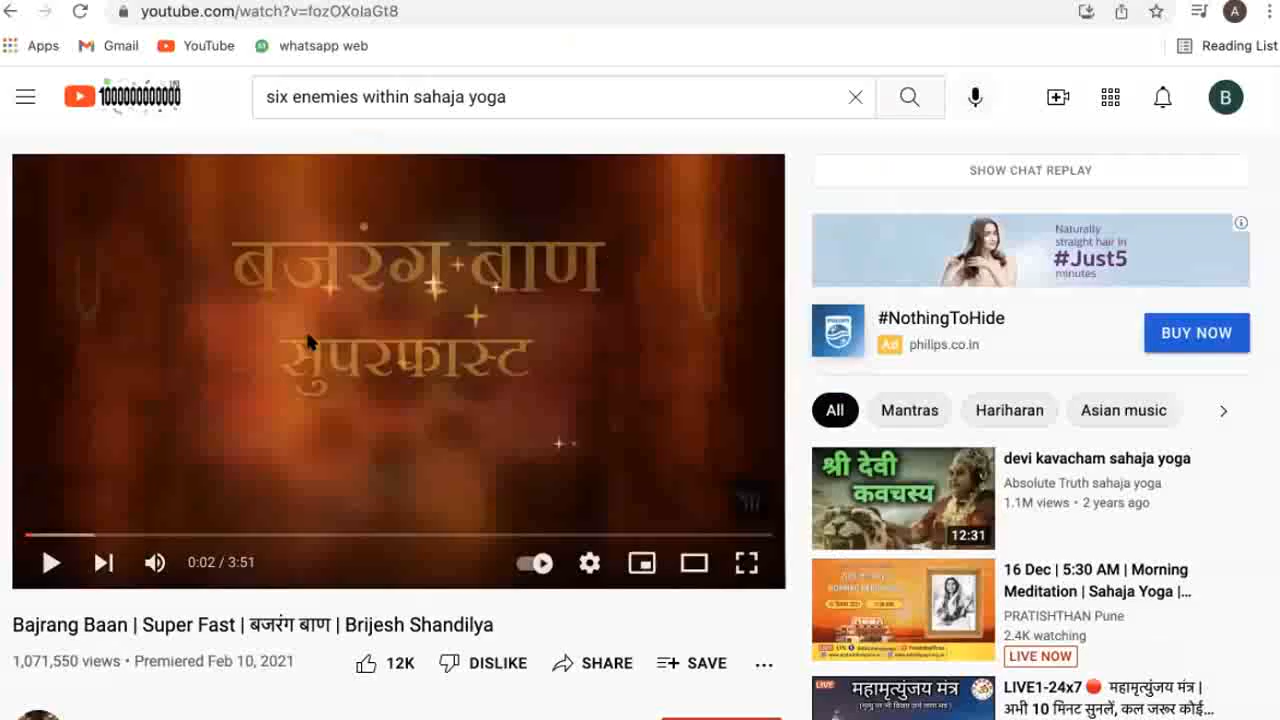 youtube.com/watch?v=fozOXolaGt8
Apps
Gmail
YouTube
whatsapp web
Reading List
1000000000000
six enemies within sahaja yoga
B
A
SHOW CHAT REPLAY
बजरंग बाण
सुपरफास्ट
0:02 / 3:51
Naturally
straight hair in
#Just5
minutes
#NothingToHide
Ad philips.co.in
BUY NOW
All
Mantras
Hariharan
Asian music
श्री देवी
कवचस्य
12:31
devi kavacham sahaja yoga
Absolute Truth sahaja yoga
1.1M views • 2 years ago
16 Dec | 5:30 AM | Morning
Meditation | Sahaja Yoga |...
PRATISHTHAN Pune
2.4K watching
LIVE NOW
Bajrang Baan | Super Fast | बजरंग बाण | Brijesh Shandilya
1,071,550 views • Premiered Feb 10, 2021
12K
DISLIKE
SHARE
SAVE
LIVE
महामृत्युंजय मंत्र
LIVE1-24x7 महामृत्युंजय मंत्र |
अभी 10 मिनट सुनलें, कल जरूर कोई...